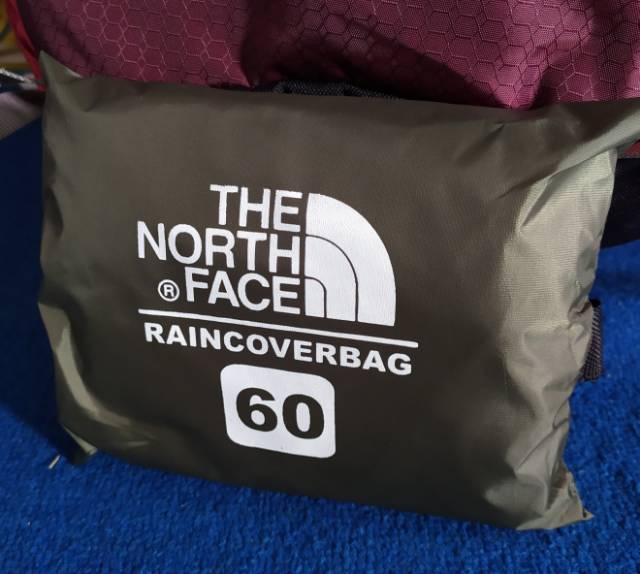 THE
NORTH
® FACE
RAINCOVERBAG
60